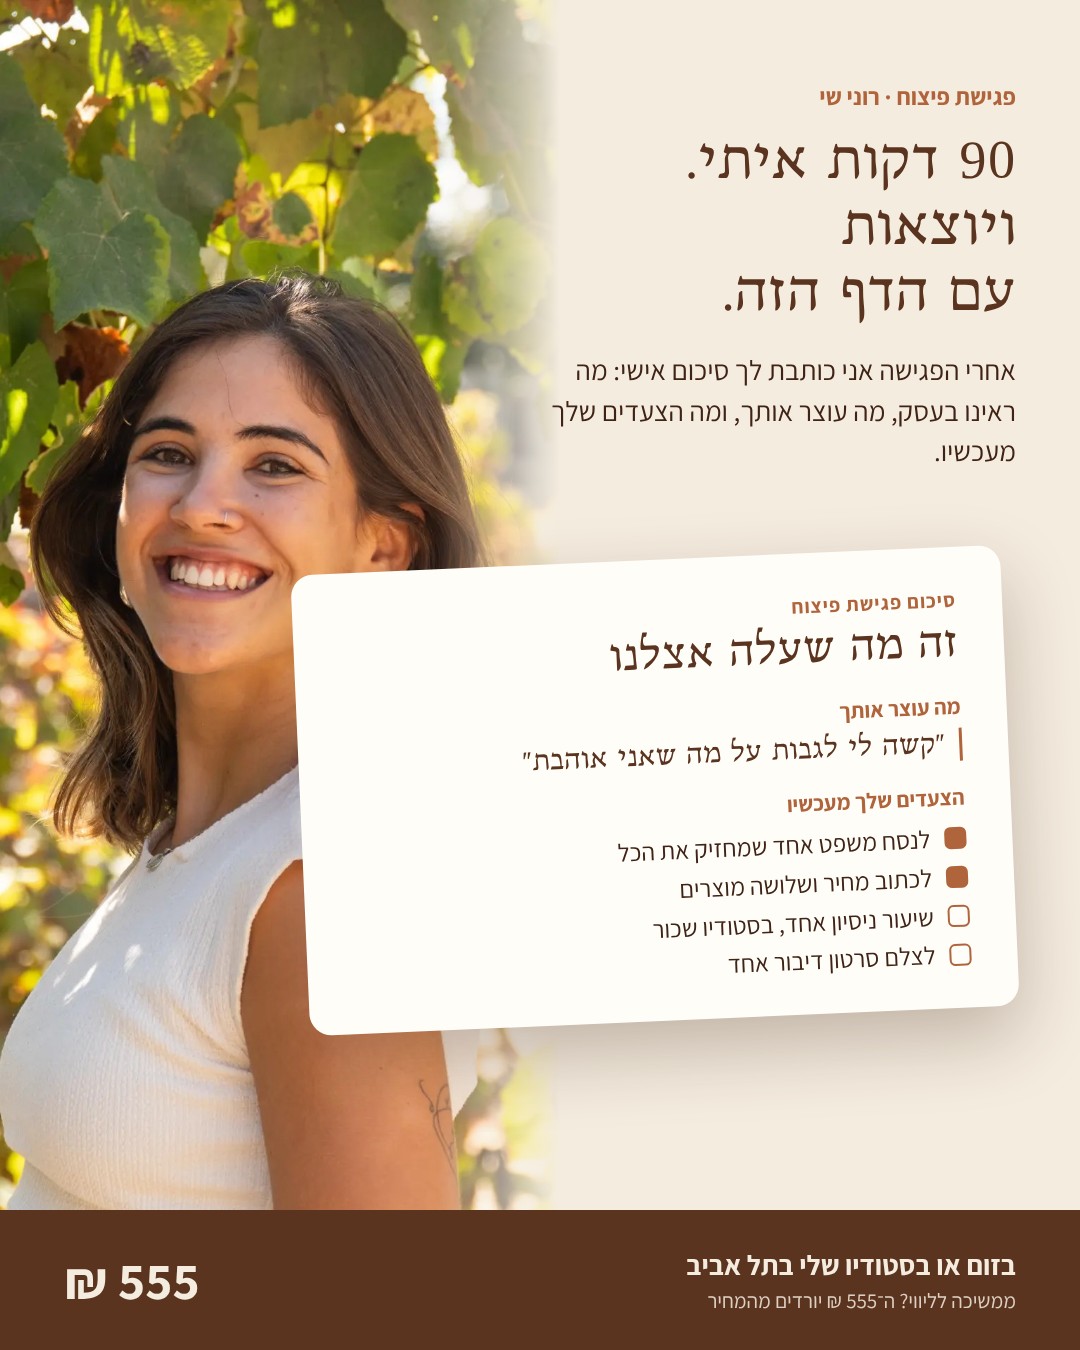 פגישת פיצוח · רוני שי
90 דקות איתי.
ויוצאות
עם הדף הזה.
אחרי הפגישה אני כותבת לך סיכום אישי: מה
ראינו בעסק, מה עוצר אותך, ומה הצעדים שלך
מעכשיו.
סיכום פגישת פיצוח
זה מה שעלה אצלנו
מה עוצר אותך
"קשה לי לגבות על מה שאני אוהבת"
הצעדים שלך מעכשיו
לנסח משפט אחד שמחזיק את הכל
לכתוב מחיר ושלושה מוצרים
שיעור ניסיון אחד, בסטודיו שכור
לצלם סרטון דיבור אחד
בזום או בסטודיו שלי בתל אביב
ממשיכה לליווי? ה־555 ₪ יורדים מהמחיר
555 ₪